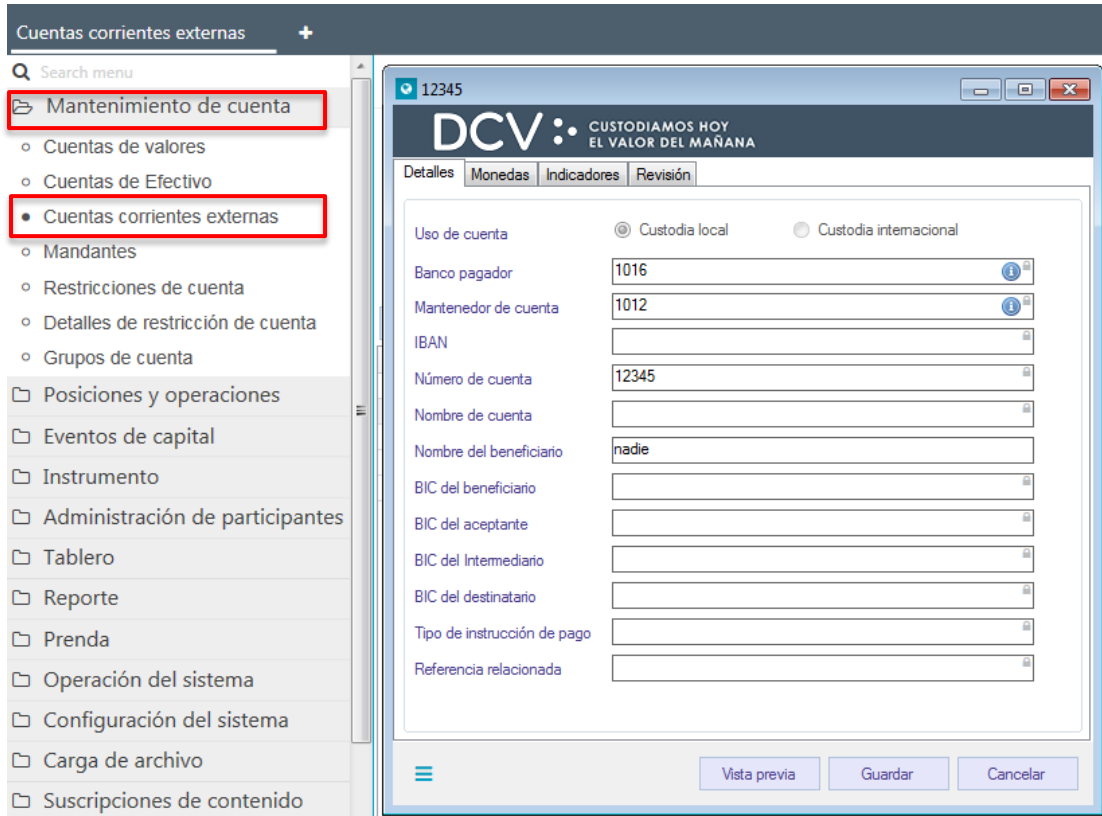 Cuentas corrientes externas +
Search menu
Mantenimiento de cuenta
Cuentas de valores
Cuentas de Efectivo
Cuentas corrientes externas
Mandantes
Restricciones de cuenta
Detalles de restricción de cuenta
Grupos de cuenta
Posiciones y operaciones
Eventos de capital
Instrumento
Administración de participantes
Tablero
Reporte
Prenda
Operación del sistema
Configuración del sistema
Carga de archivo
Suscripciones de contenido
12345
DCV
CUSTODIAMOS HOY
EL VALOR DEL MAÑANA
Detalles Monedas Indicadores Revisión
Uso de cuenta Custodia local Custodia internacional
Banco pagador 1016
Mantenedor de cuenta 1012
IBAN
Número de cuenta 12345
Nombre de cuenta
Nombre del beneficiario nadie
BIC del beneficiario
BIC del aceptante
BIC del Intermediario
BIC del destinatario
Tipo de instrucción de pago
Referencia relacionada
Vista previa Guardar Cancelar